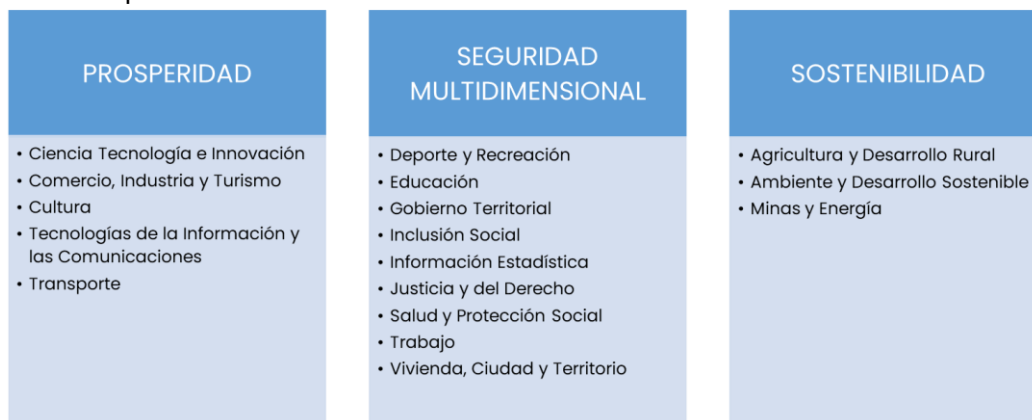 PROSPERIDAD
• Ciencia Tecnología e Innovación
• Comercio, Industria y Turismo
• Cultura
• Tecnologías de la Información y
las Comunicaciones
• Transporte
SEGURIDAD
MULTIDIMENSIONAL
• Deporte y Recreación
• Educación
• Gobierno Territorial
• Inclusión Social
• Información Estadística
• Justicia y del Derecho
• Salud y Protección Social
• Trabajo
• Vivienda, Ciudad y Territorio
SOSTENIBILIDAD
• Agricultura y Desarrollo Rural
• Ambiente y Desarrollo Sostenible
• Minas y Energía